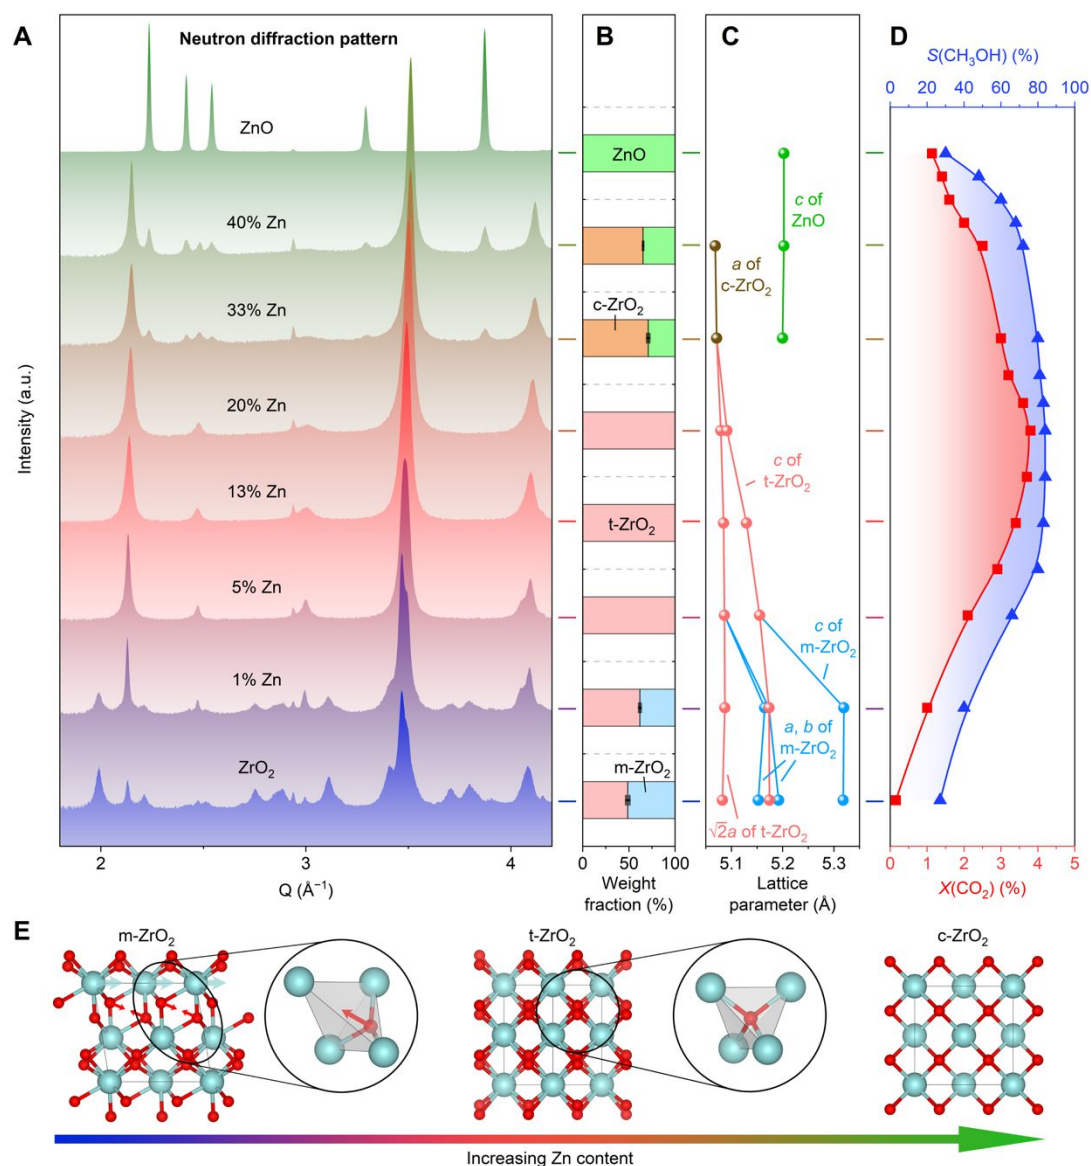 A
Neutron diffraction pattern
ZnO
40% Zn
33% Zn
20% Zn
13% Zn
5% Zn
1% Zn
ZrO₂
Intensity (a.u.)
2
3
4
Q (Å⁻¹)
B
ZnO
c-ZrO₂
t-ZrO₂
m-ZrO₂
0
50
100
Weight
fraction (%)
C
c of
ZnO
a of
c-ZrO₂
c of
t-ZrO₂
c of
m-ZrO₂
a, b of
m-ZrO₂
√2a of t-ZrO₂
5.1
5.2
5.3
Lattice
parameter (Å)
D
S(CH₃OH) (%)
0
20
40
60
80
100
0
1
2
3
4
5
X(CO₂) (%)
E
m-ZrO₂
t-ZrO₂
c-ZrO₂
Increasing Zn content